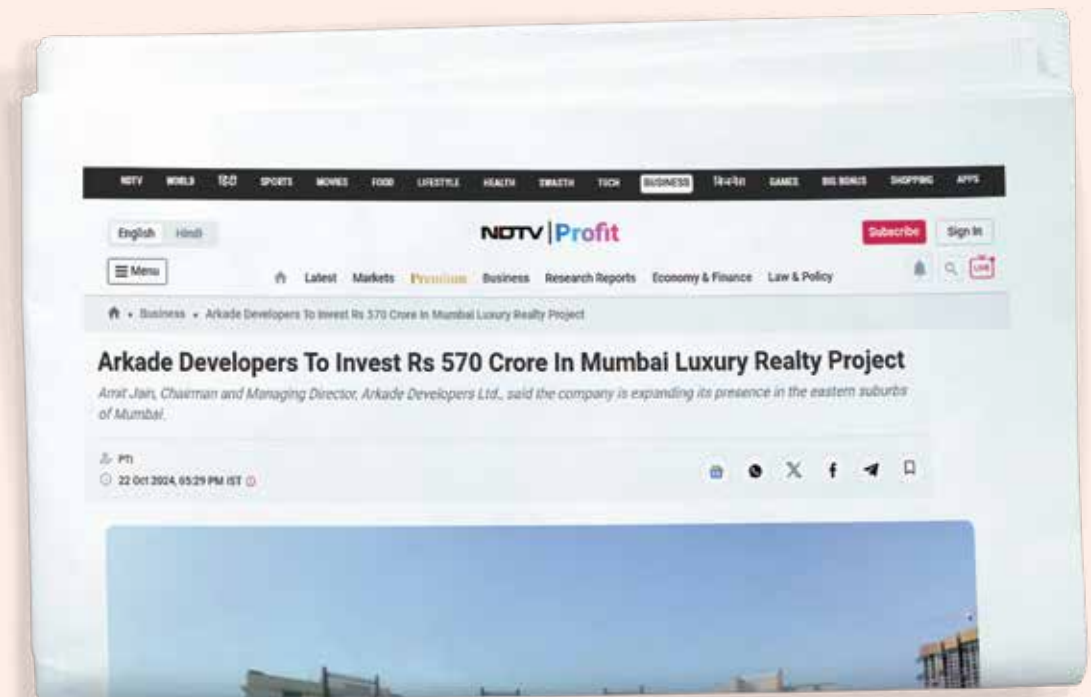 NDTV WORLD हिंदी SPORTS MOVIES FOOD LIFESTYLE HEALTH SWASTH TECH BUSINESS बिजनेस GAMES BIG BONUS SHOPPING APPS
English Hindi
NDTV | Profit
Subscribe Sign In
Menu
Latest Markets Premium Business Research Reports Economy & Finance Law & Policy
LIVE
Business Arkade Developers To Invest Rs 570 Crore In Mumbai Luxury Realty Project
Arkade Developers To Invest Rs 570 Crore In Mumbai Luxury Realty Project
Amit Jain, Chairman and Managing Director, Arkade Developers Ltd., said the company is expanding its presence in the eastern suburbs
of Mumbai.
PTI
22 Oct 2024, 05:29 PM IST